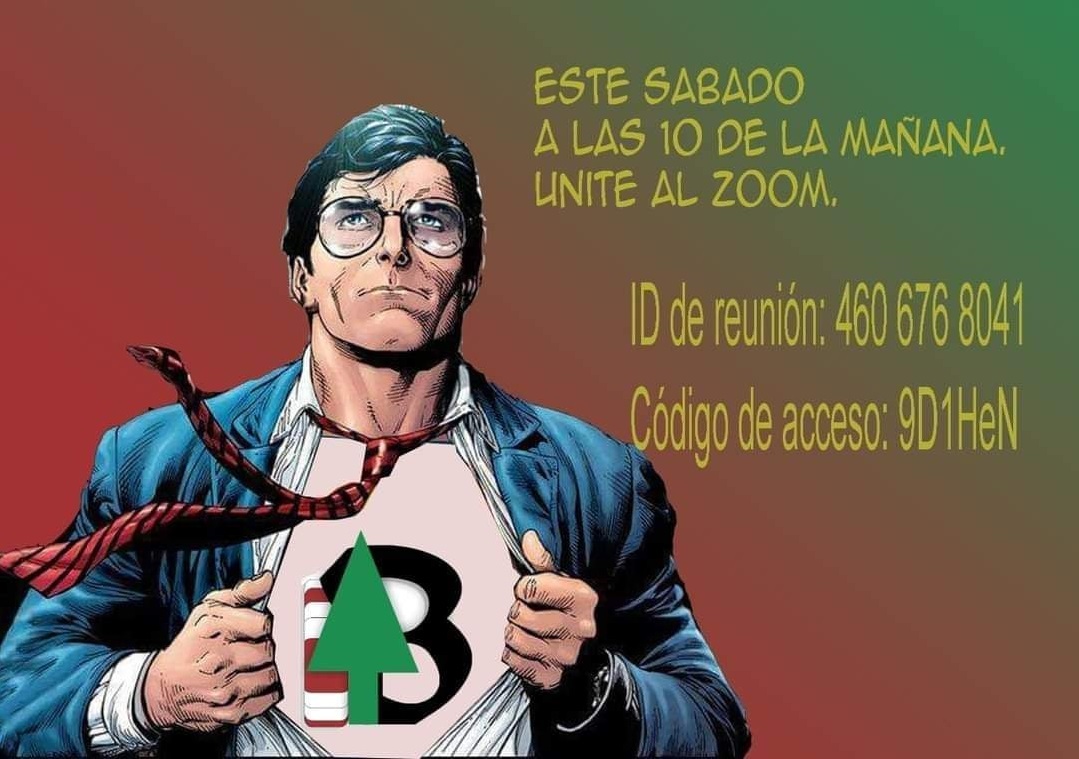 ESTE SABADO
A LAS 10 DE LA MAÑANA.
UNITE AL ZOOM.
ID de reunión: 460 676 8041
Código de acceso: 9D1HeN
B